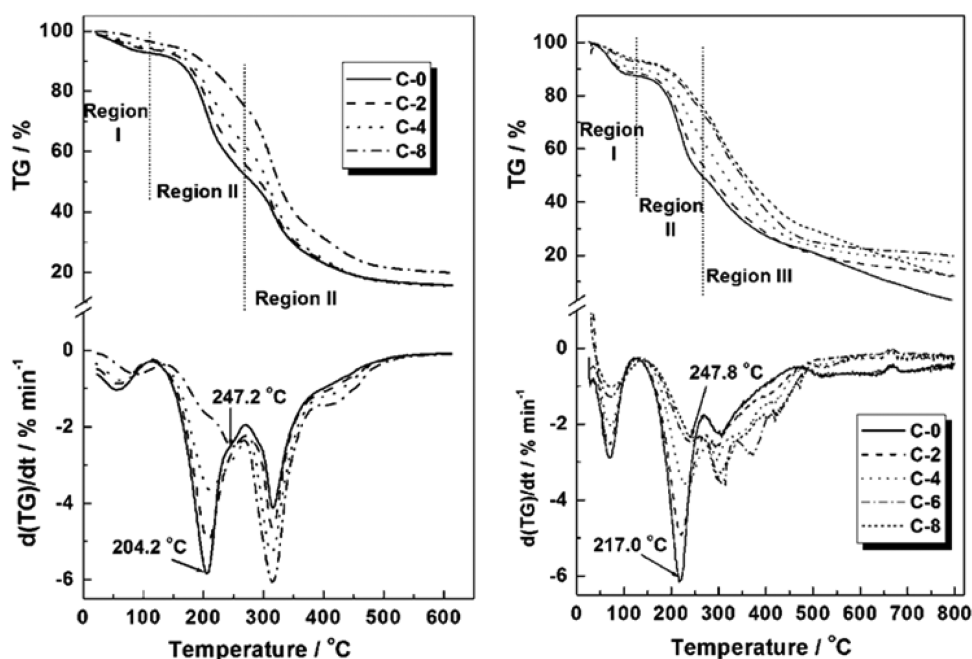 100
80
60
40
20
TG / %
Region
I
Region II
Region II
C-0
C-2
C-4
C-8
0
-2
-4
-6
d(TG)/dt / % min-1
247.2 °C
204.2 °C
0 100 200 300 400 500 600
Temperature / °C
100
80
60
40
20
TG / %
Region
I
Region
II
Region III
0
-2
-4
-6
d(TG)/dt / % min-1
247.8 °C
217.0 °C
C-0
C-2
C-4
C-6
C-8
0 100 200 300 400 500 600 700 800
Temperature / °C